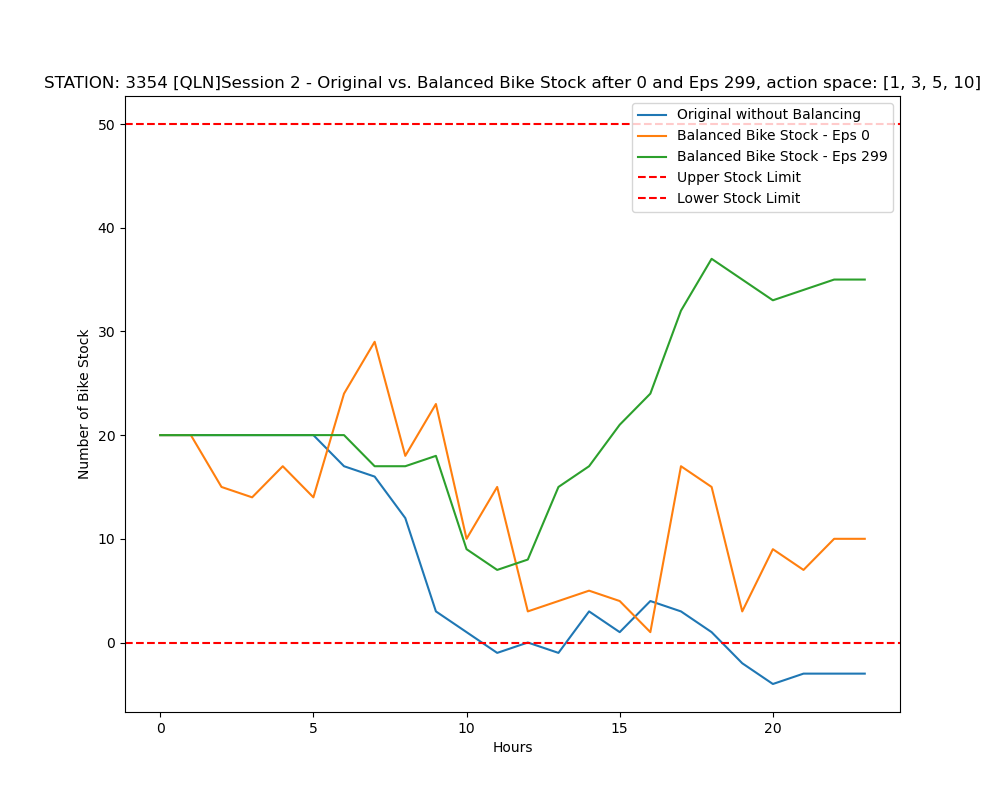 STATION: 3354 [QLN]Session 2 - Original vs. Balanced Bike Stock after 0 and Eps 299, action space: [1, 3, 5, 10]
Original without Balancing
Balanced Bike Stock - Eps 0
Balanced Bike Stock - Eps 299
Upper Stock Limit
Lower Stock Limit
Number of Bike Stock
50
40
30
20
10
0
0 5 10 15 20
Hours